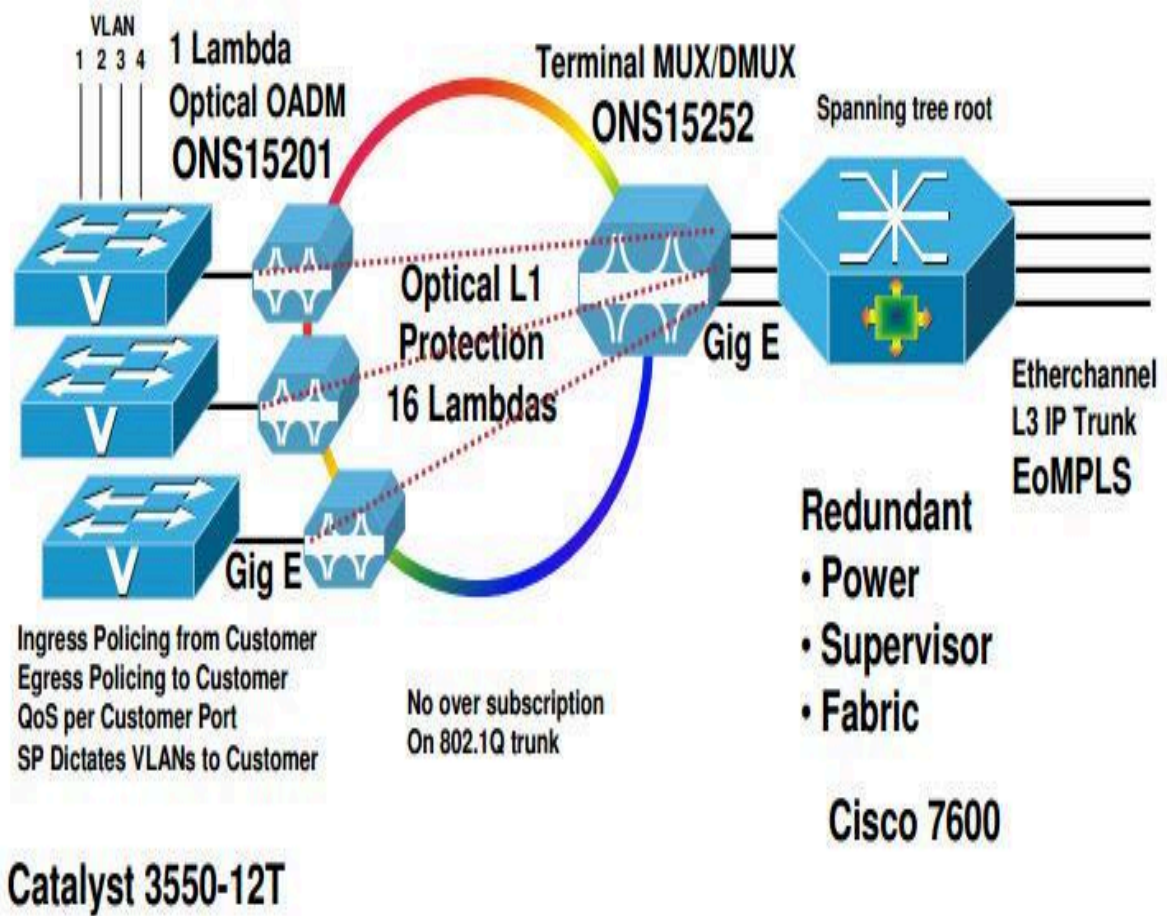 VLAN
1 2 3 4
1 Lambda
Optical OADM
ONS15201
Terminal MUX/DMUX
ONS15252
Spanning tree root
V
V
V
Optical L1
Protection
16 Lambdas
Gig E
Gig E
Etherchannel
L3 IP Trunk
EoMPLS
Ingress Policing from Customer
Egress Policing to Customer
QoS per Customer Port
SP Dictates VLANs to Customer
No over subscription
On 802.1Q trunk
Redundant
• Power
• Supervisor
• Fabric
Cisco 7600
Catalyst 3550-12T